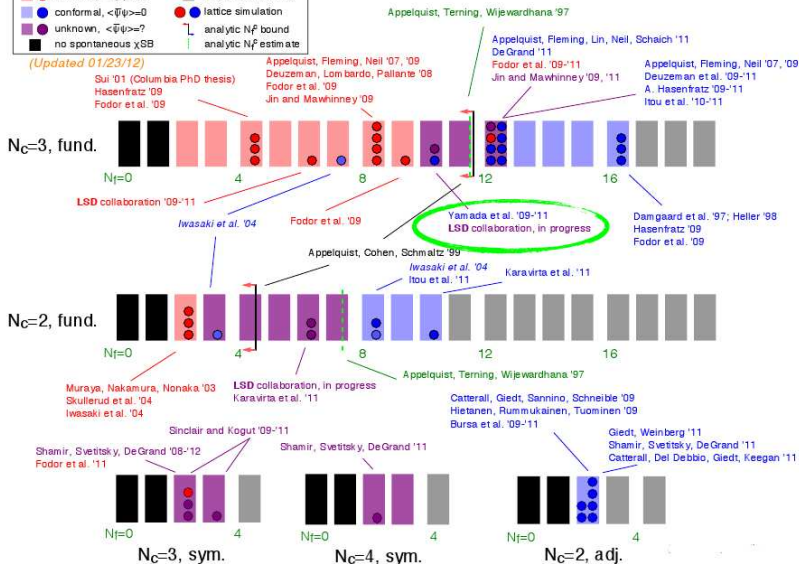 conformal, <ψ̄ψ>=0
lattice simulation
unknown, <ψ̄ψ>=?
analytic Nfc bound
no spontaneous χSB
analytic Nfc estimate
(Updated 01/23/12)
Appelquist, Terning, Wijewardhana '97
Sui '01 (Columbia PhD thesis)
Hasenfratz '09
Fodor et al. '09
Appelquist, Fleming, Neil '07, '09
Deuzeman, Lombardo, Pallante '08
Fodor et al. '09
Jin and Mawhinney '09
Appelquist, Fleming, Lin, Neil, Schaich '11
DeGrand '11
Fodor et al. '09-'11
Jin and Mawhinney '09, '11
Appelquist, Fleming, Neil '07, '09
Deuzeman et al. '09-'11
A. Hasenfratz '09-'11
Itou et al. '10-'11
Nc=3, fund.
Nf=0
4
8
12
16
LSD collaboration '09-'11
Iwasaki et al. '04
Fodor et al. '09
Yamada et al. '09-'11
LSD collaboration, in progress
Damgaard et al. '97; Heller '98
Hasenfratz '09
Fodor et al. '09
Appelquist, Cohen, Schmaltz '99
Iwasaki et al. '04
Itou et al. '11
Karavirta et al. '11
Nc=2, fund.
Nf=0
4
8
12
16
Muraya, Nakamura, Nonaka '03
Skullerud et al. '04
Iwasaki et al. '04
LSD collaboration, in progress
Karavirta et al. '11
Appelquist, Terning, Wijewardhana '97
Catterall, Giedt, Sannino, Schneible '09
Hietanen, Rummukainen, Tuominen '09
Bursa et al. '09-'11
Giedt, Weinberg '11
Shamir, Svetitsky, DeGrand '11
Catterall, Del Debbio, Giedt, Keegan '11
Sinclair and Kogut '09-'11
Shamir, Svetitsky, DeGrand '08-'12
Fodor et al. '11
Shamir, Svetitsky, DeGrand '11
Nf=0
4
Nf=0
4
Nf=0
4
Nc=3, sym.
Nc=4, sym.
Nc=2, adj.